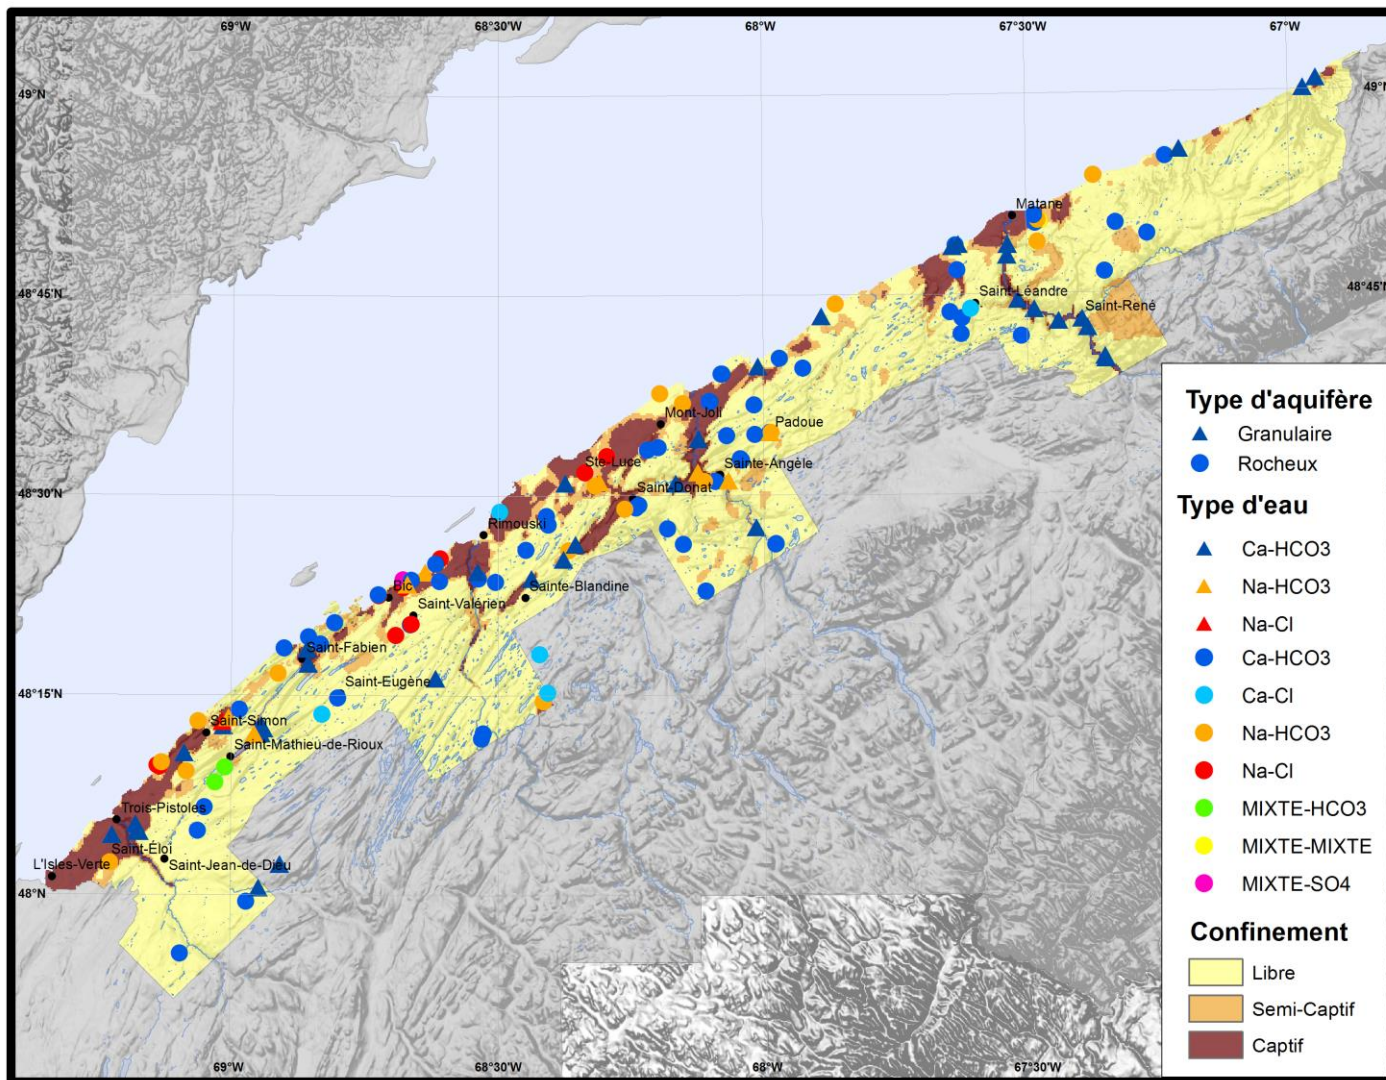 69°W
68°30'W
68°W
67°30'W
67°W
49°N
49°N
Matane
48°45'N
48°45'N
Saint-Léandre
Saint-René
Mont-Joli
Padoue
Ste-Luce
Sainte-Angèle
48°30'N
Saint-Donat
Rimouski
Bic
Sainte-Blandine
Saint-Valérien
Saint-Fabien
Saint-Eugène
48°15'N
Saint-Simon
Saint-Mathieu-de-Rioux
Trois-Pistoles
Saint-Éloi
L'Isles-Verte
Saint-Jean-de-Dieu
48°N
69°W
68°30'W
68°W
67°30'W
Type d'aquifère
Granulaire
Rocheux
Type d'eau
Ca-HCO3
Na-HCO3
Na-Cl
Ca-HCO3
Ca-Cl
Na-HCO3
Na-Cl
MIXTE-HCO3
MIXTE-MIXTE
MIXTE-SO4
Confinement
Libre
Semi-Captif
Captif